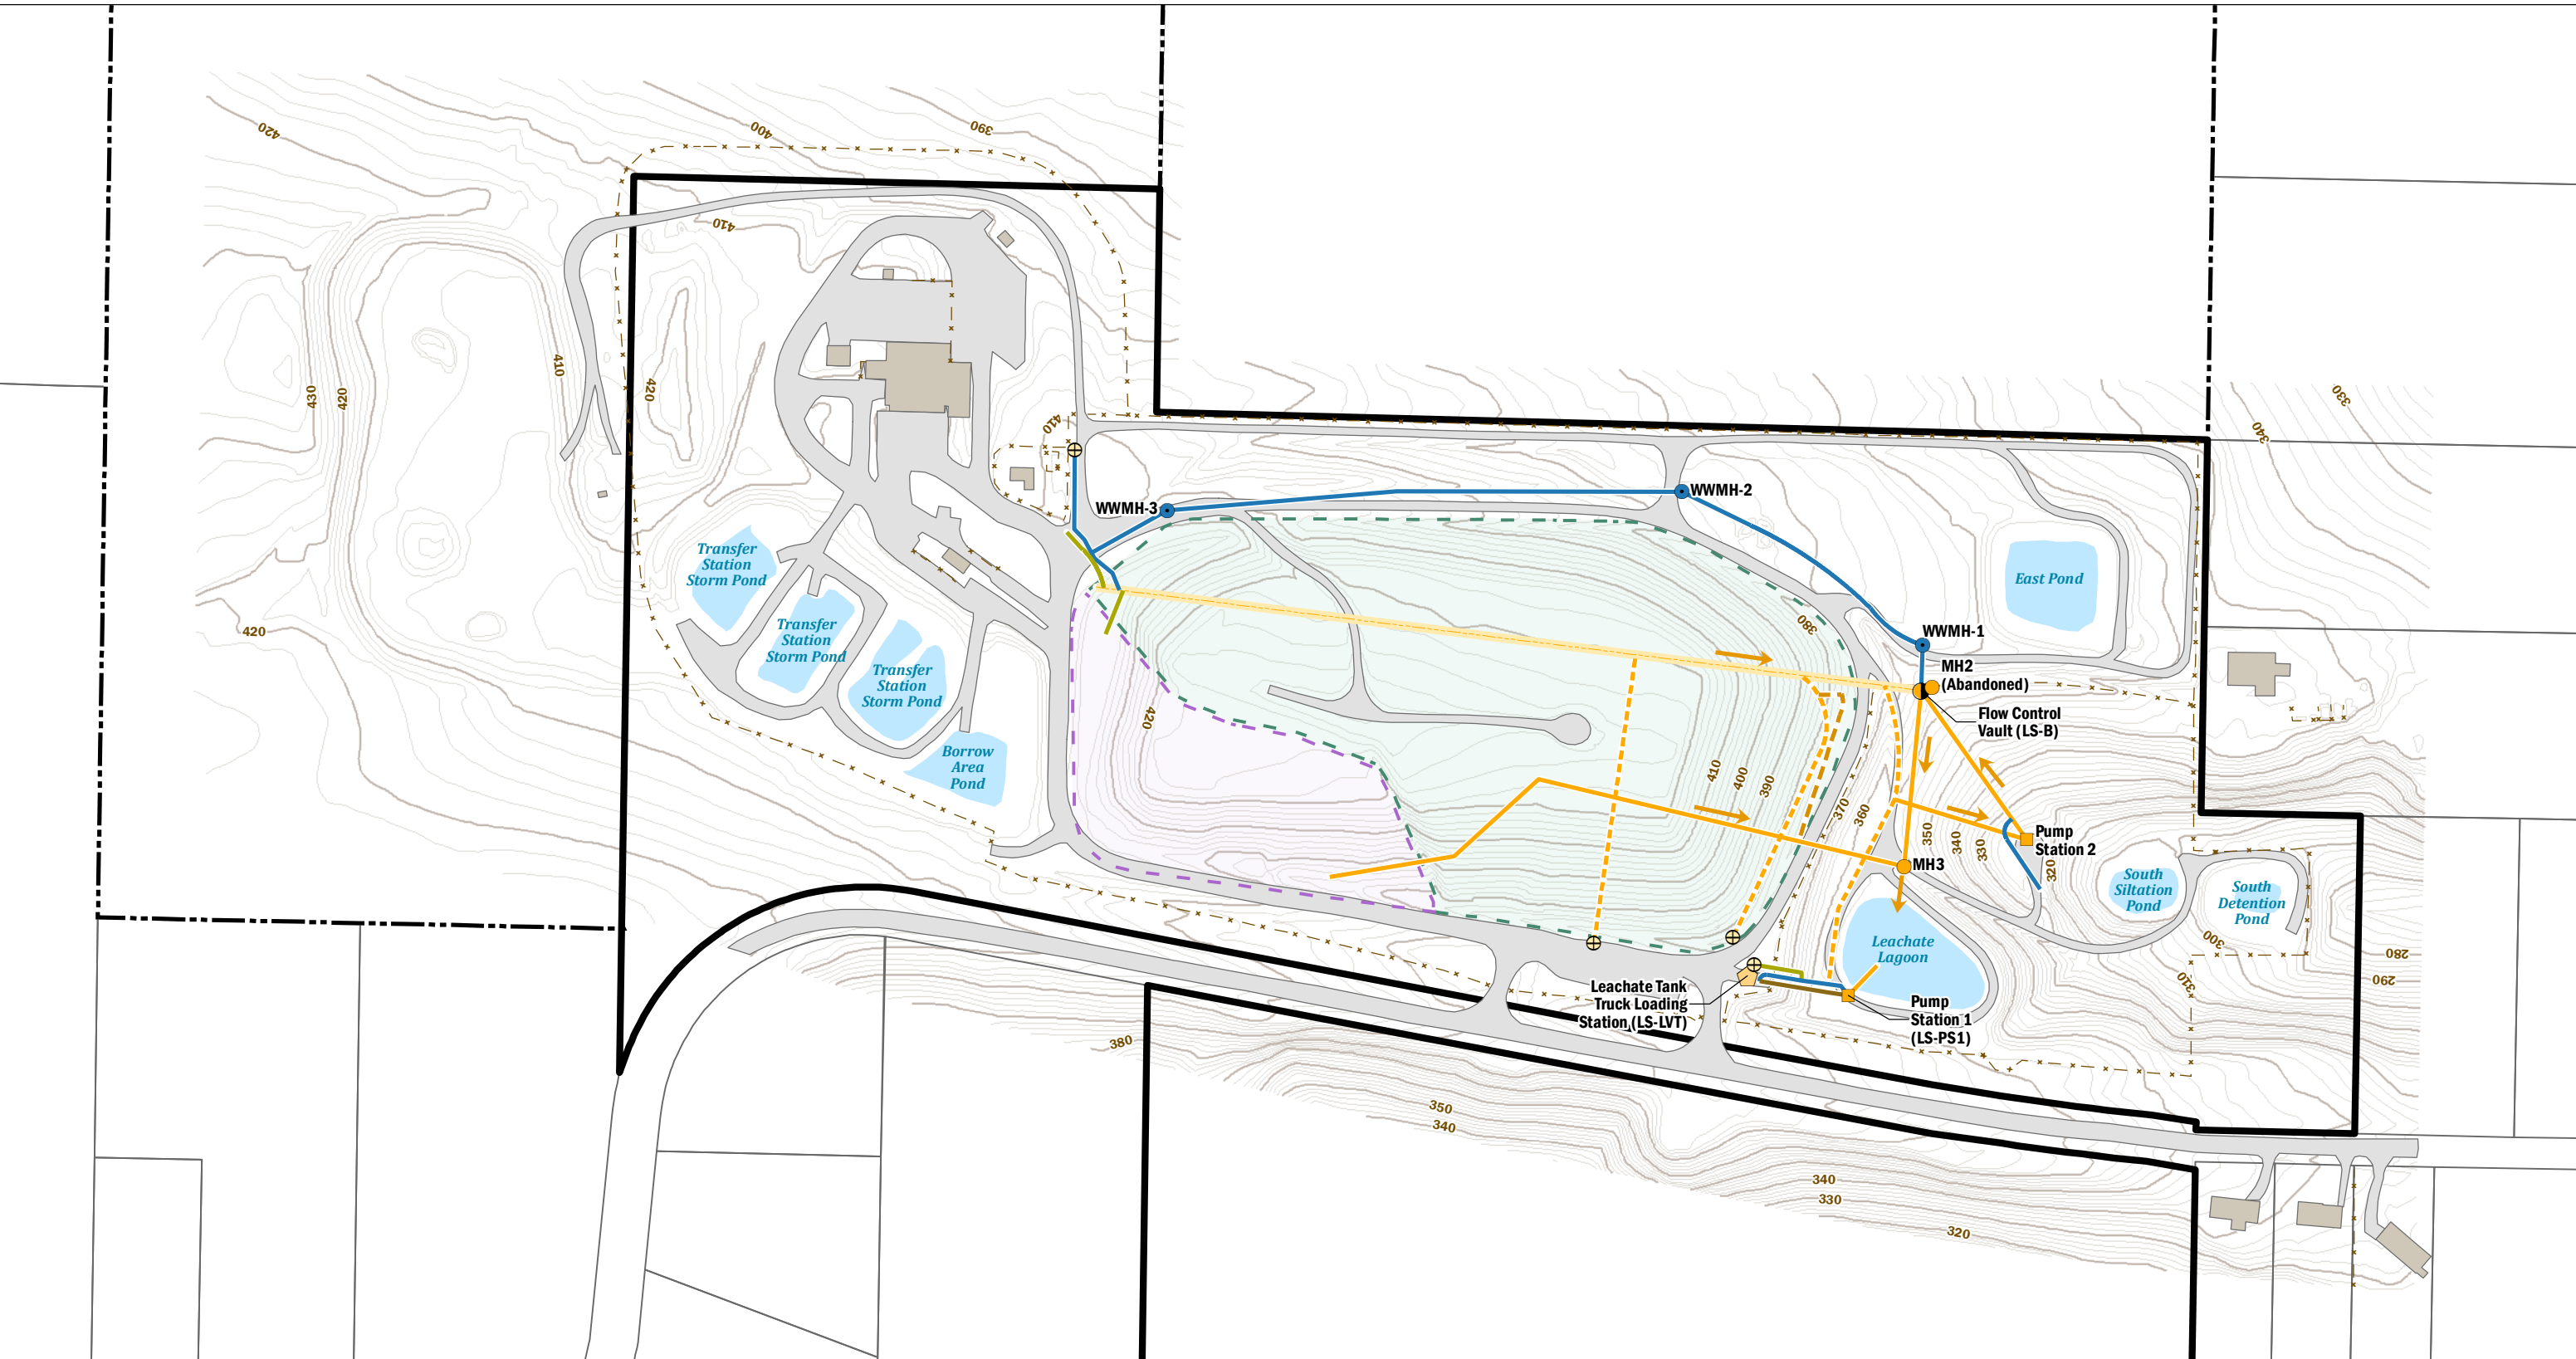 420
400
390
410
430
420
410
420
410
WWMH-3
WWMH-2
330
340
Transfer
Station
Storm Pond
East Pond
Transfer
Station
Storm Pond
420
380
WWMH-1
MH2
(Abandoned)
Transfer
Station
Storm Pond
420
Flow Control
Vault (LS-B)
Borrow
Area
Pond
410
400
390
370
360
350
340
330
320
Pump
Station 2
MH3
South
Siltation
Pond
South
Detention
Pond
300
310
280
290
Leachate
Lagoon
Leachate Tank
Truck Loading
Station (LS-LVT)
Pump
Station 1
(LS-PS1)
380
350
340
340
330
320